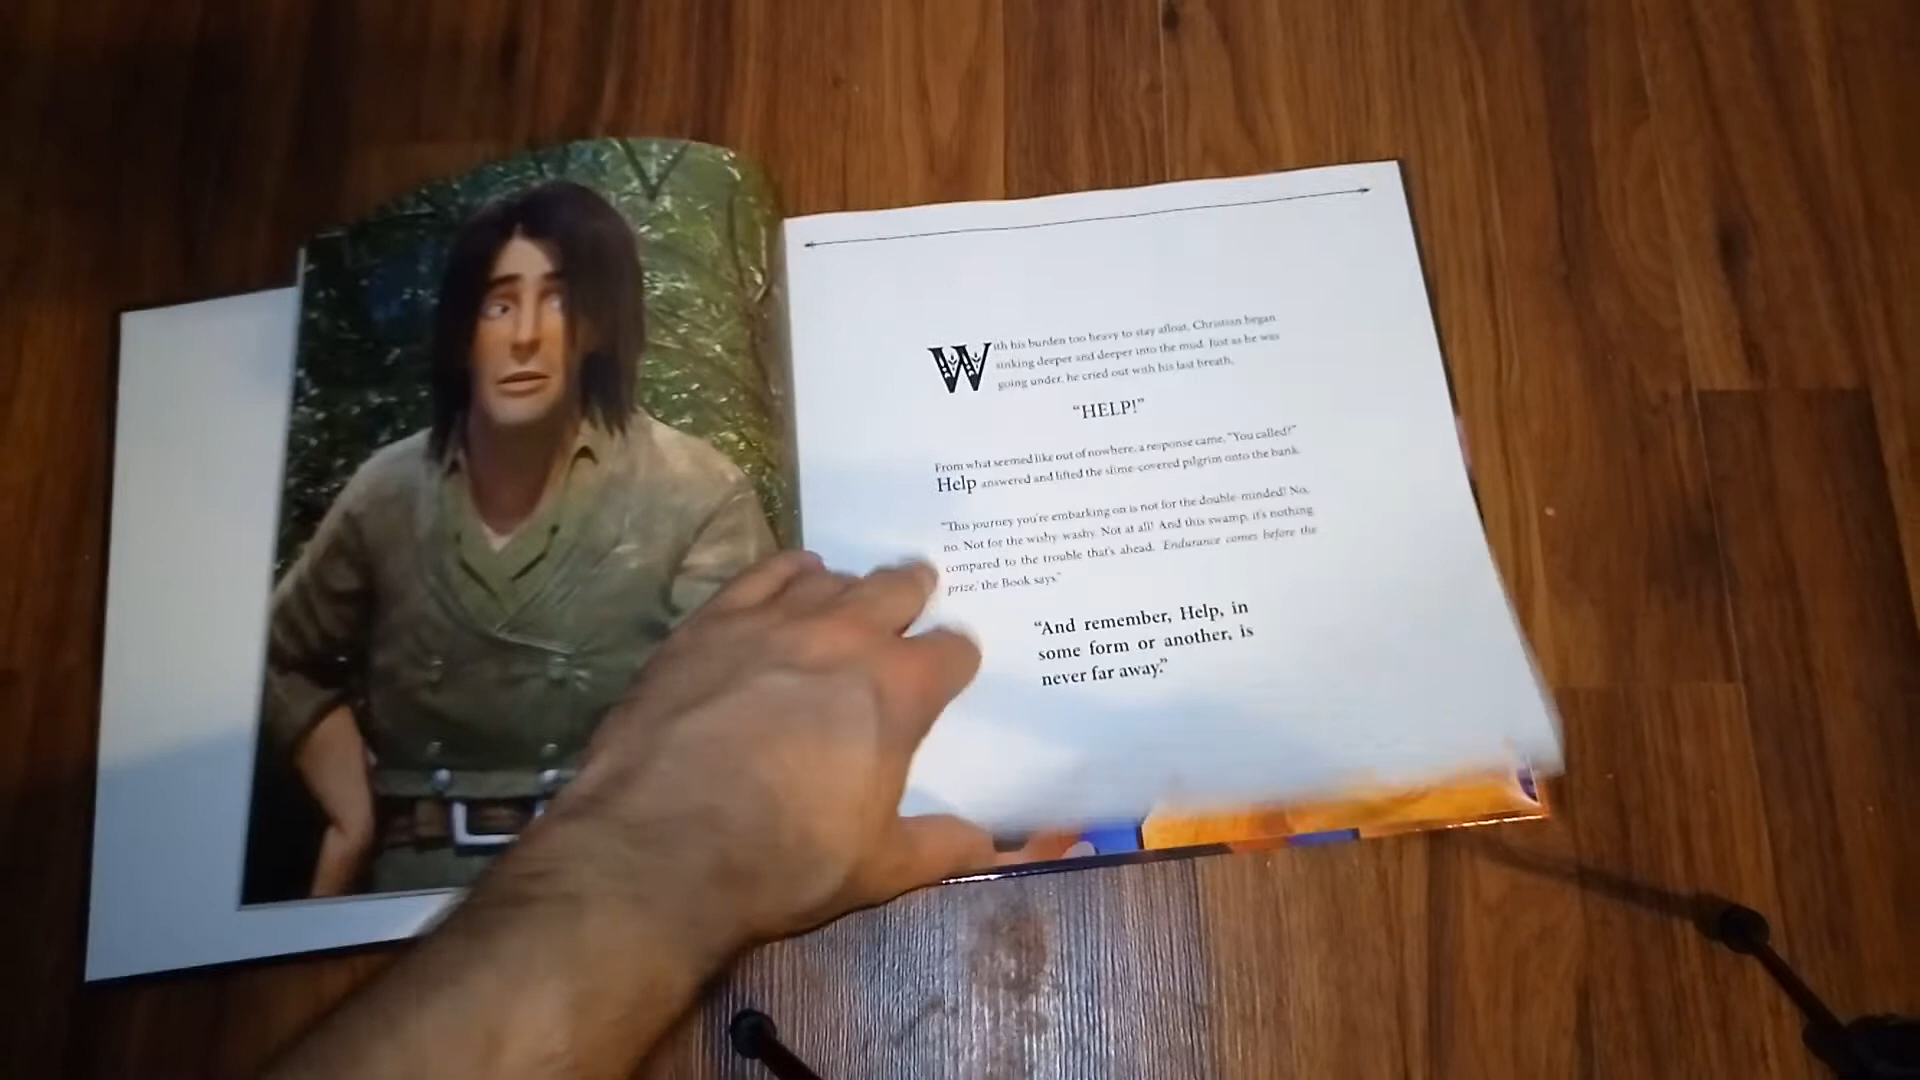 With his burden too heavy to stay afloat, Christian began
sinking deeper and deeper into the mud. Just as he was
going under, he cried out with his last breath,
“HELP!”
From what seemed like out of nowhere, a response came, “You called?”
Help answered and lifted the slime-covered pilgrim onto the bank.
“This journey you're embarking on is not for the double-minded! No,
no. Not for the wishy-washy. Not at all! And this swamp, it's nothing
compared to the trouble that's ahead. ‘Endurance comes before the
prize,’ the Book says.”
“And remember, Help, in
some form or another, is
never far away.”